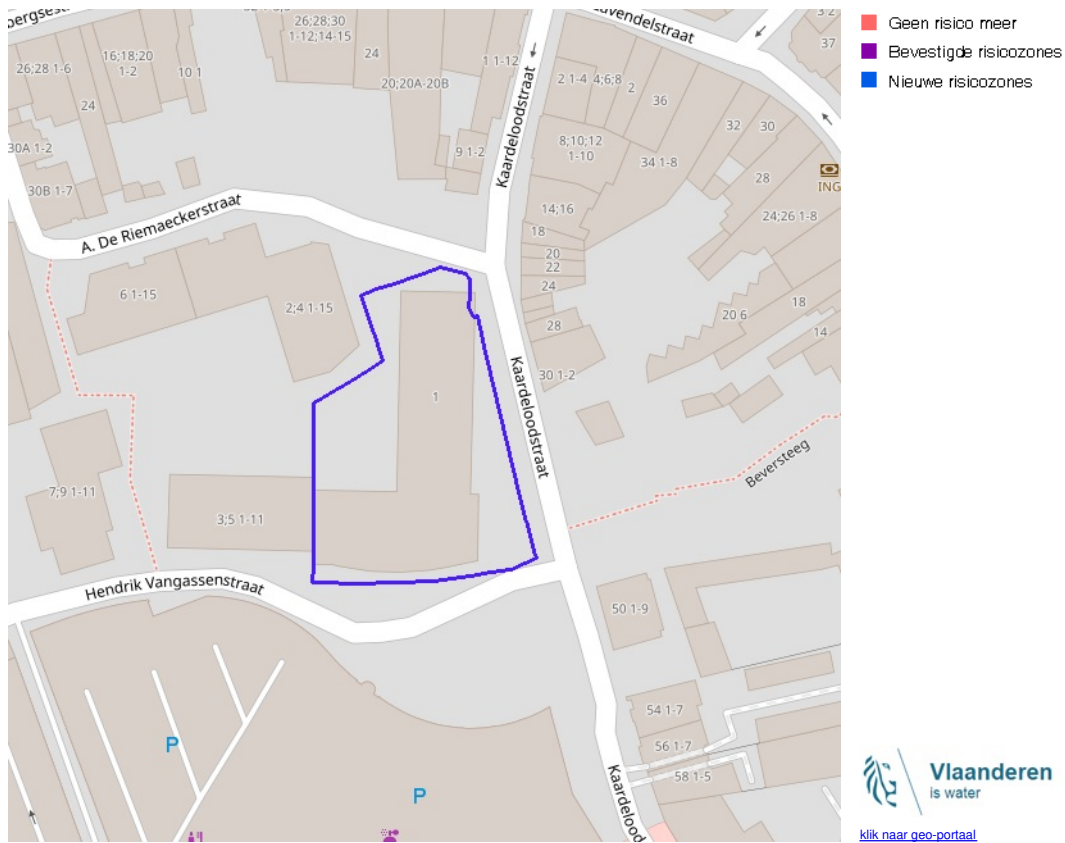 bergsestr
26;28;30
1-12;14-15
1 1-12
Lavendelstraat
37
26;28 1-6
16;18;20
1-2
10 1
24
20;20A-20B
2 1-4
4;6;8
2
36
24
32
30
30A 1-2
9 1-2
Kaardeloodstraat
8;10;12
1-10
34 1-8
28
ING
30B 1-7
14;16
24;26 1-8
A. De Riemaeckerstraat
18
20
22
24
6 1-15
2;4 1-15
28
20 6
18
14
30 1-2
1
Kaardeloodstraat
7;9 1-11
3;5 1-11
Beversteeg
Hendrik Vangassenstraat
50 1-9
54 1-7
56 1-7
58 1-5
P
P
Kaardelood
Geen risico meer
Bevestigde risicozones
Nieuwe risicozones
Vlaanderen
is water
klik naar geo-portaal